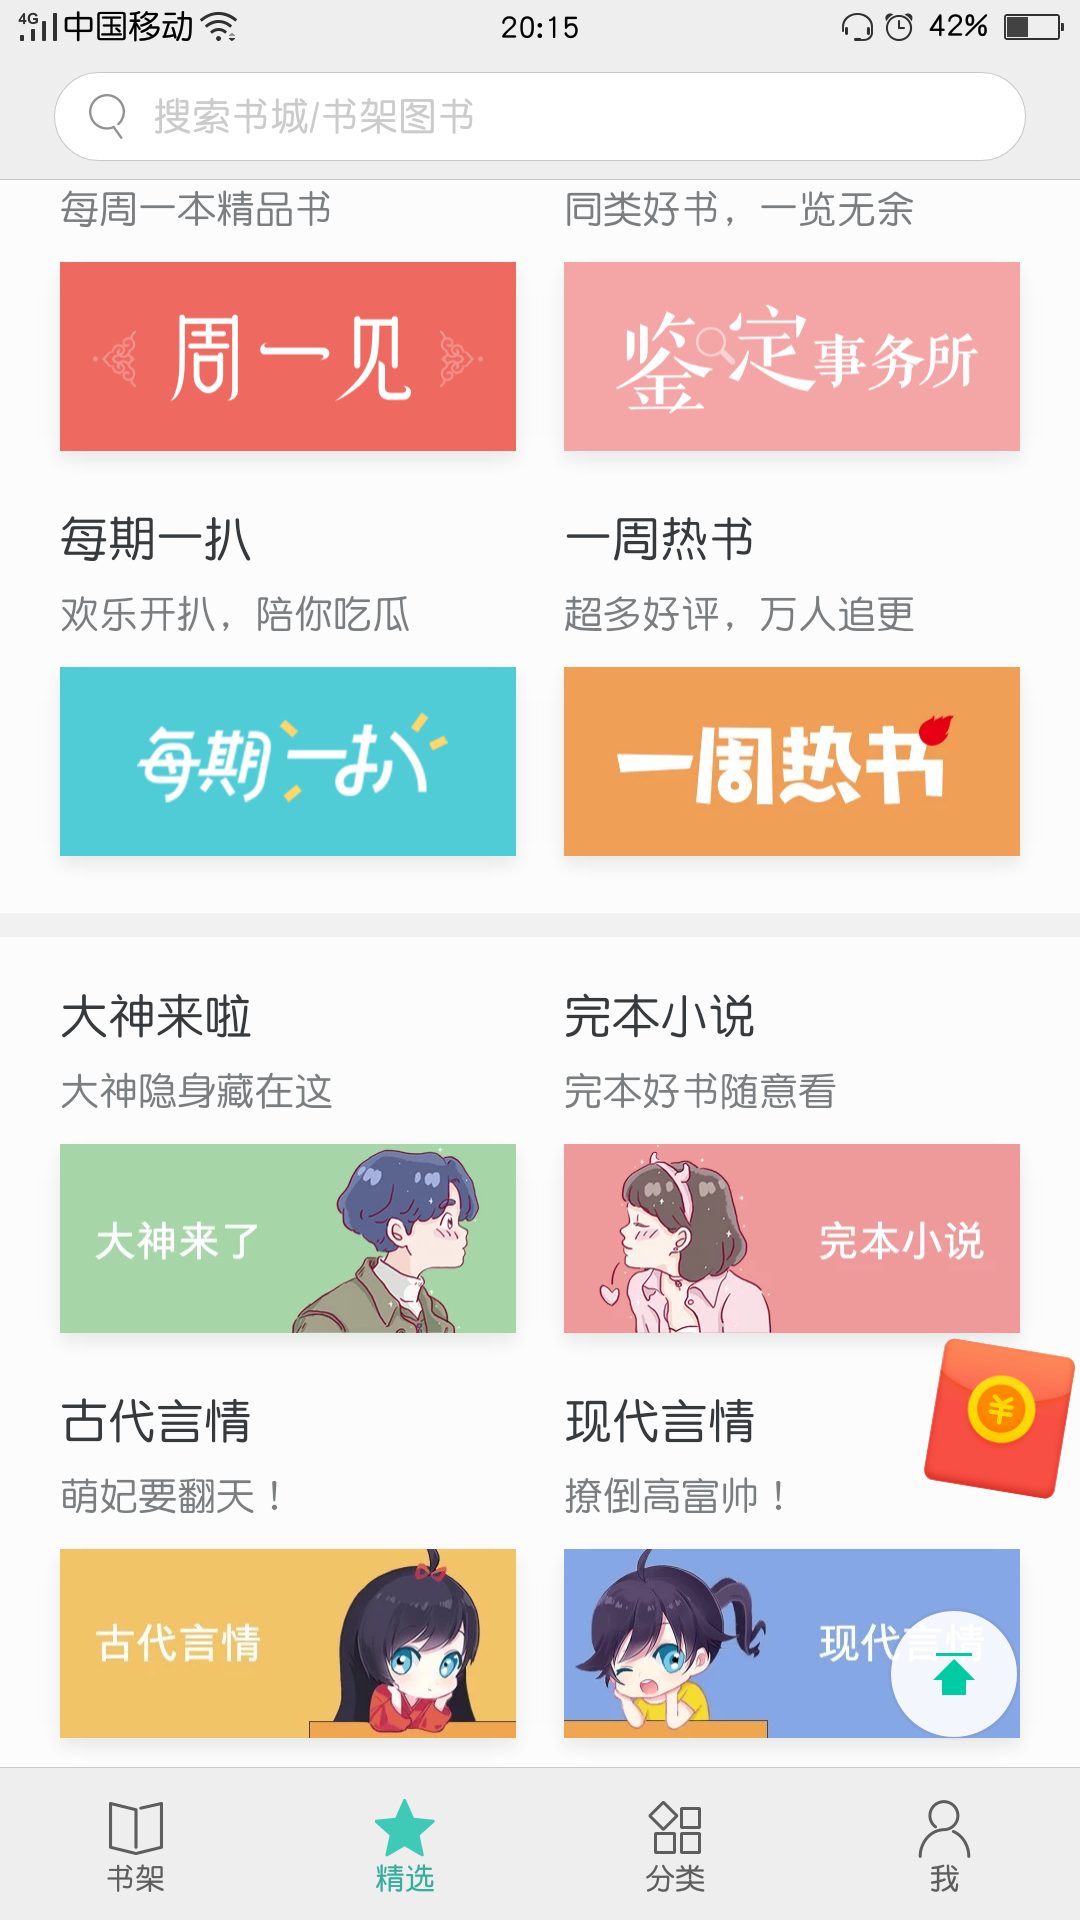 4G 中国移动 20:15 42%
搜索书城/书架图书
每周一本精品书
同类好书，一览无余
周一见
鉴定事务所
每期一扒
一周热书
欢乐开扒，陪你吃瓜
超多好评，万人追更
每期一扒
一周热书
大神来啦
完本小说
大神隐身藏在这
完本好书随意看
大神来了
完本小说
古代言情
现代言情
萌妃要翻天！
撩倒高富帅！
古代言情
现代言情
书架
精选
分类
我